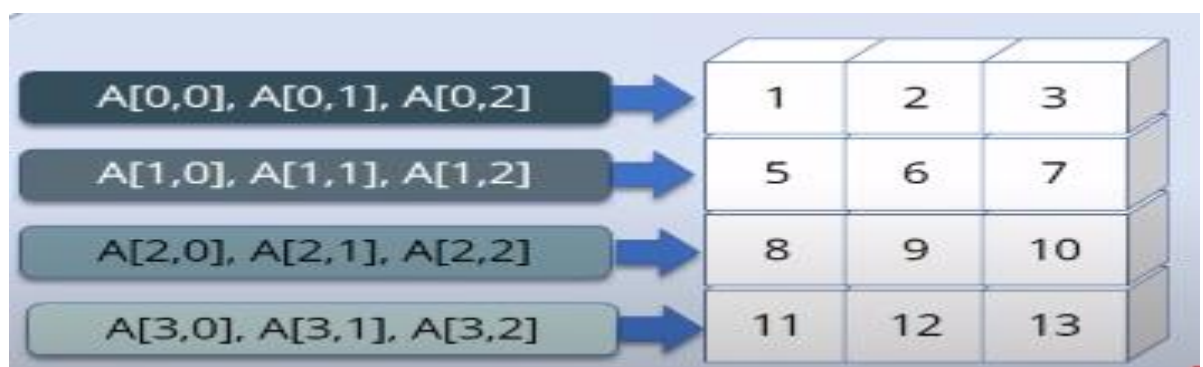 A[0,0], A[0,1], A[0,2] 1 2 3
A[1,0], A[1,1], A[1,2] 5 6 7
A[2,0], A[2,1], A[2,2] 8 9 10
A[3,0], A[3,1], A[3,2] 11 12 13